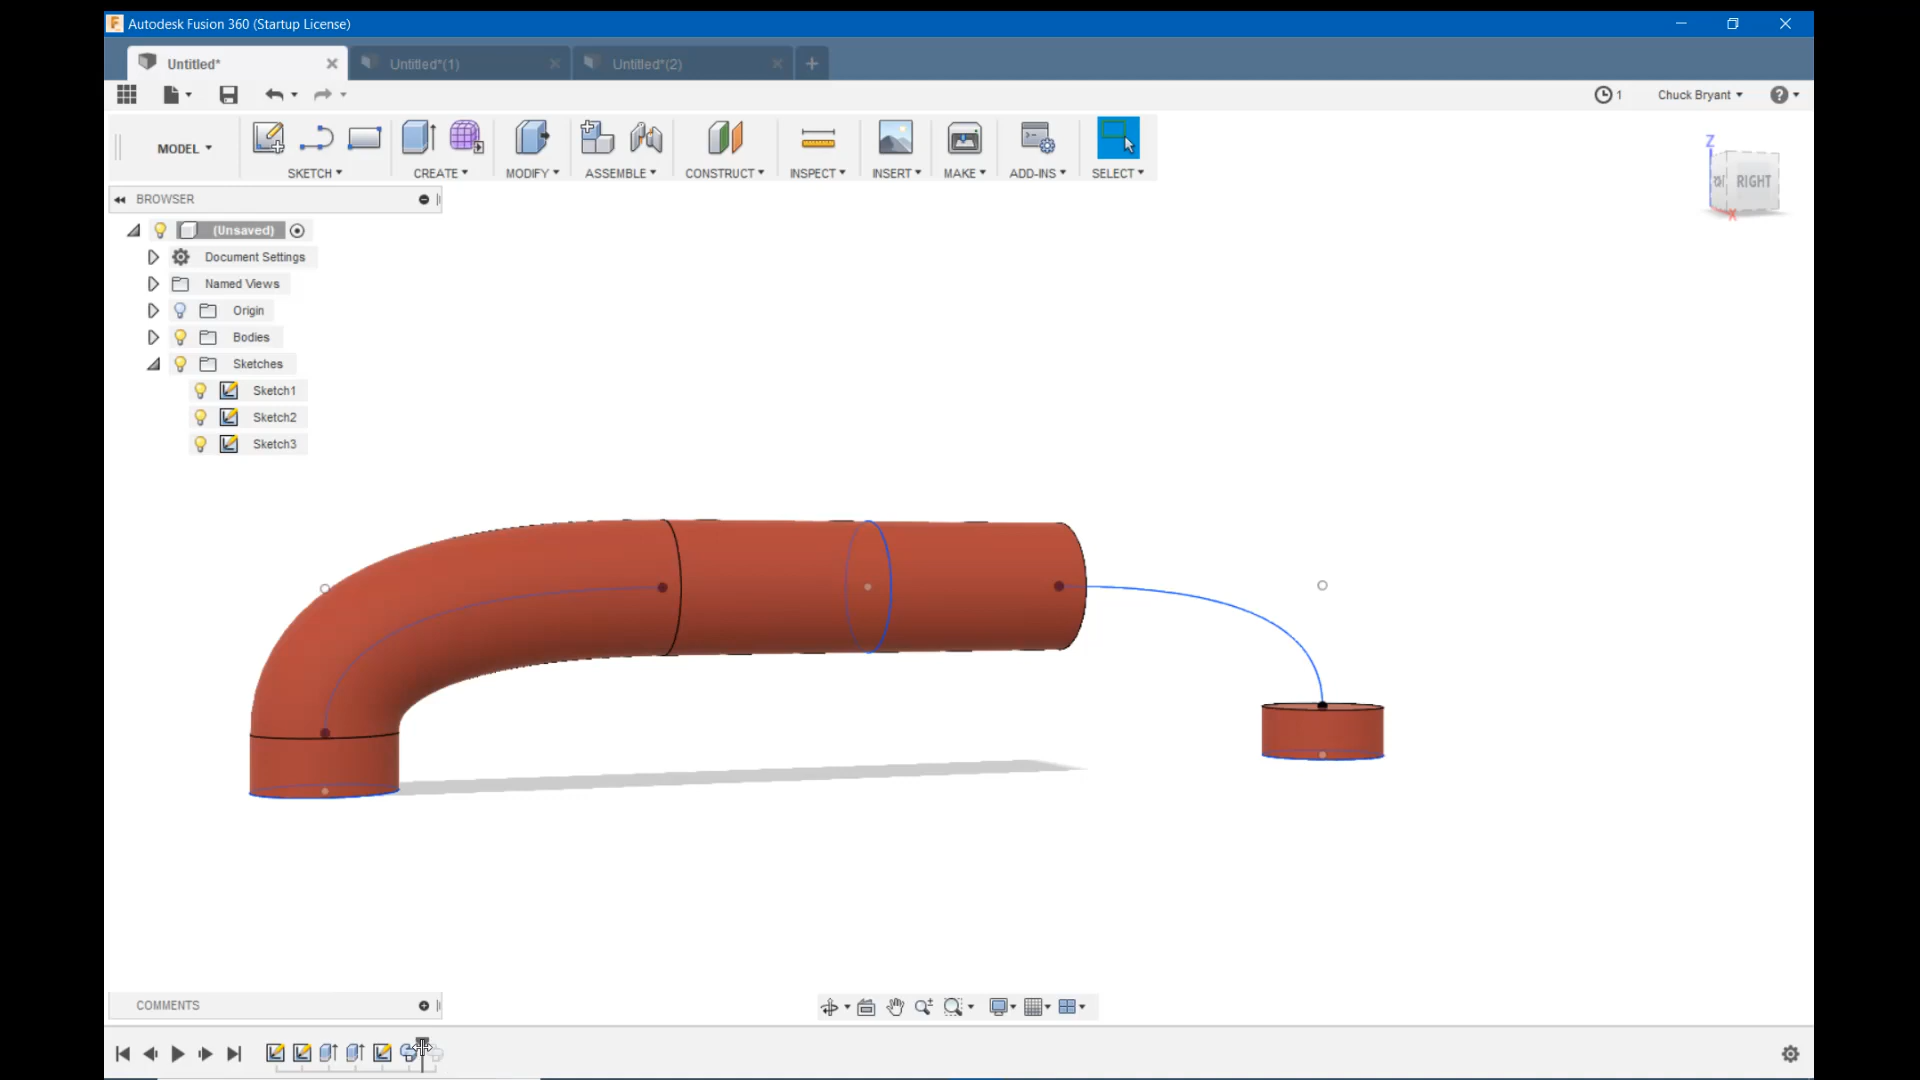 Autodesk Fusion 360 (Startup License)
Untitled*
Untitled*(1)
Untitled*(2)
1
Chuck Bryant
MODEL
SKETCH
CREATE
MODIFY
ASSEMBLE
CONSTRUCT
INSPECT
INSERT
MAKE
ADD-INS
SELECT
Z
RIGHT
X
BROWSER
(Unsaved)
Document Settings
Named Views
Origin
Bodies
Sketches
Sketch1
Sketch2
Sketch3
COMMENTS